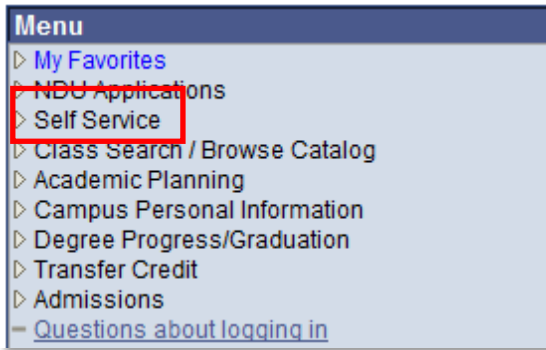 Menu
My Favorites
NDU Applications
Self Service
Class Search / Browse Catalog
Academic Planning
Campus Personal Information
Degree Progress/Graduation
Transfer Credit
Admissions
Questions about logging in